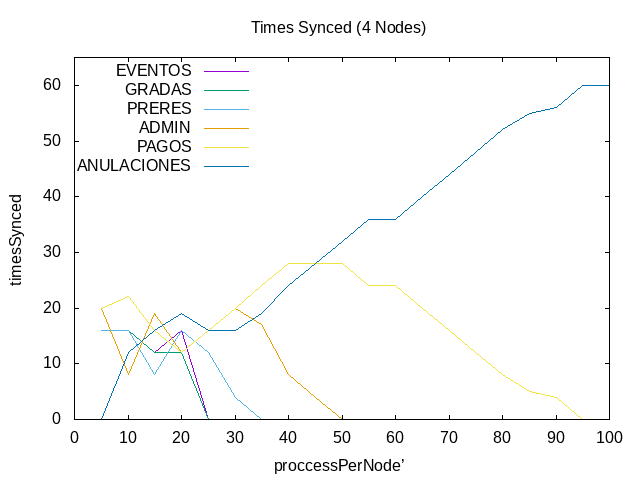 Times Synced (4 Nodes)
EVENTOS
GRADAS
PRERES
ADMIN
PAGOS
ANULACIONES
timesSynced
60
50
40
30
20
10
0
0 10 20 30 40 50 60 70 80 90 100
proccessPerNode’